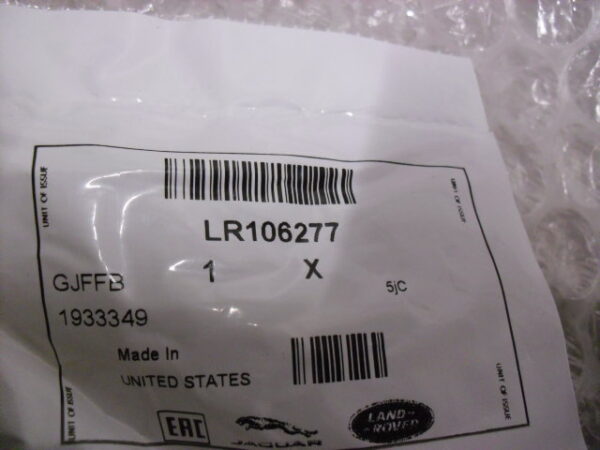 UNIT OF ISSUE
UNIT OF ISSUE
LR106277
1 X
GJFFB
5jC
1933349
Made In
UNITED STATES
UNIT OF ISSUE
UNIT OF ISSUE
EAC
JAGUAR
LAND-
ROVER